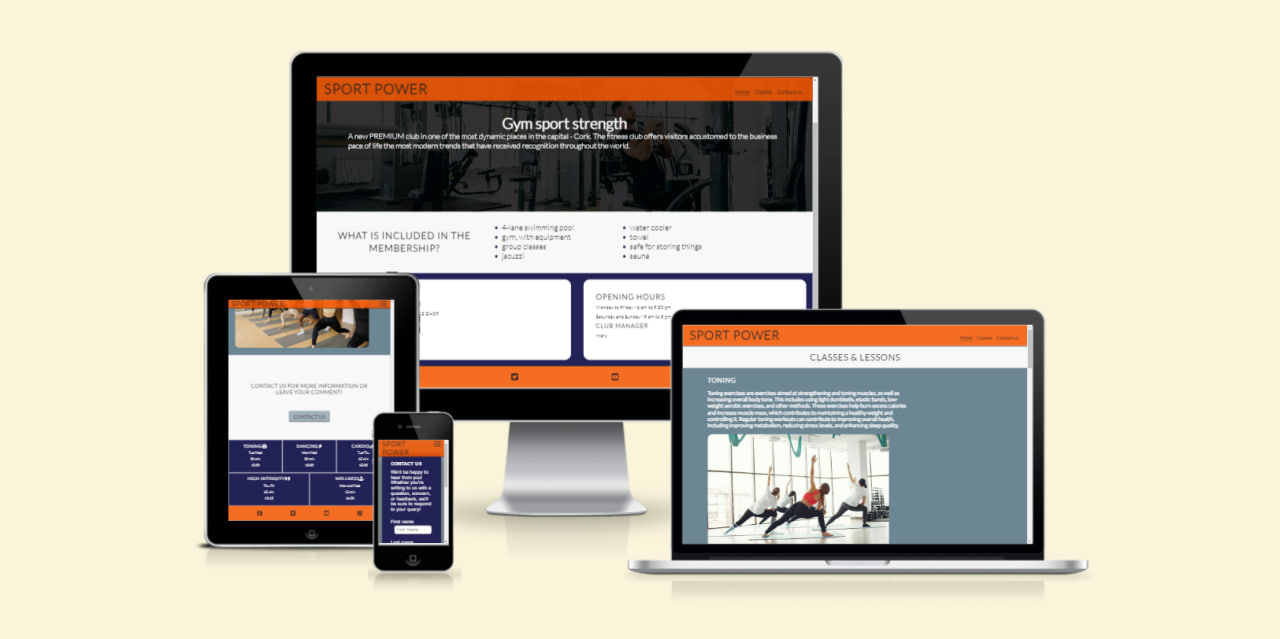 SPORT POWER
Home Classes Contact us
Gym sport strength
A new PREMIUM club in one of the most dynamic places in the capital - Cork. The fitness club offers visitors accustomed to the business
pace of life the most modern trends that have received recognition throughout the world.
WHAT IS INCLUDED IN THE
MEMBERSHIP?
4-lane swimming pool
gym, with equipment
group classes
jacuzzi
water cooler
towel
safe for storing things
sauna
OPENING HOURS
CLUB MANAGER
Mary
SPORT POWER
CONTACT US FOR MORE INFORMATION OR
LEAVE YOUR COMMENT!
CONTACT US
TONING
DANCING
CARDIO
HIGH INTENSITY
WELLNESS
SPORT
POWER
CONTACT US
We'd be happy to
hear from you!
Whether you're
writing to us with a
question, concern,
or feedback, we'll
be sure to respond
to your query!
First name:
SPORT POWER
Home Classes Contact us
CLASSES & LESSONS
TONING
Toning exercises are exercises aimed at strengthening and toning muscles, as well as
increasing overall body tone. This includes using light dumbbells, elastic bands, low-
weight aerobic exercises, and other methods. These exercises help burn excess calories
and increase muscle mass, which contributes to maintaining a healthy weight and
controlling it. Regular toning workouts can contribute to improving overall health,
including improving metabolism, reducing stress levels, and enhancing sleep quality.